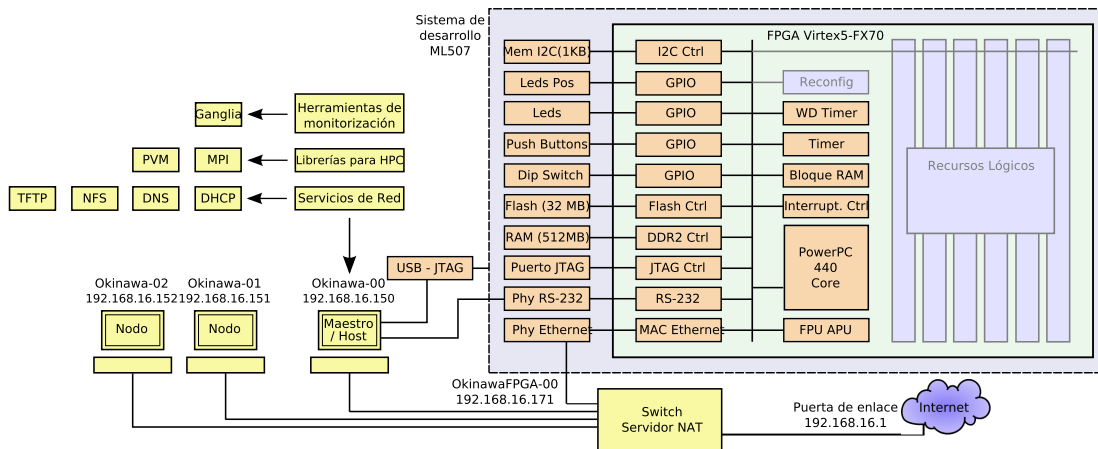 Sistema de
desarrollo
ML507
FPGA Virtex5-FX70
Mem I2C(1KB)
I2C Ctrl
Leds Pos
GPIO
Reconfig
Leds
GPIO
WD Timer
Push Buttons
GPIO
Timer
Dip Switch
GPIO
Bloque RAM
Flash (32 MB)
Flash Ctrl
Interrupt. Ctrl
RAM (512MB)
DDR2 Ctrl
Puerto JTAG
JTAG Ctrl
PowerPC
440
Core
Phy RS-232
RS-232
Phy Ethernet
MAC Ethernet
FPU APU
Recursos Lógicos
Ganglia
Herramientas de
monitorización
PVM
MPI
Librerías para HPC
TFTP
NFS
DNS
DHCP
Servicios de Red
USB - JTAG
Okinawa-02
192.168.16.152
Nodo
Okinawa-01
192.168.16.151
Nodo
Okinawa-00
192.168.16.150
Maestro
/ Host
OkinawaFPGA-00
192.168.16.171
Switch
Servidor NAT
Puerta de enlace
192.168.16.1
Internet